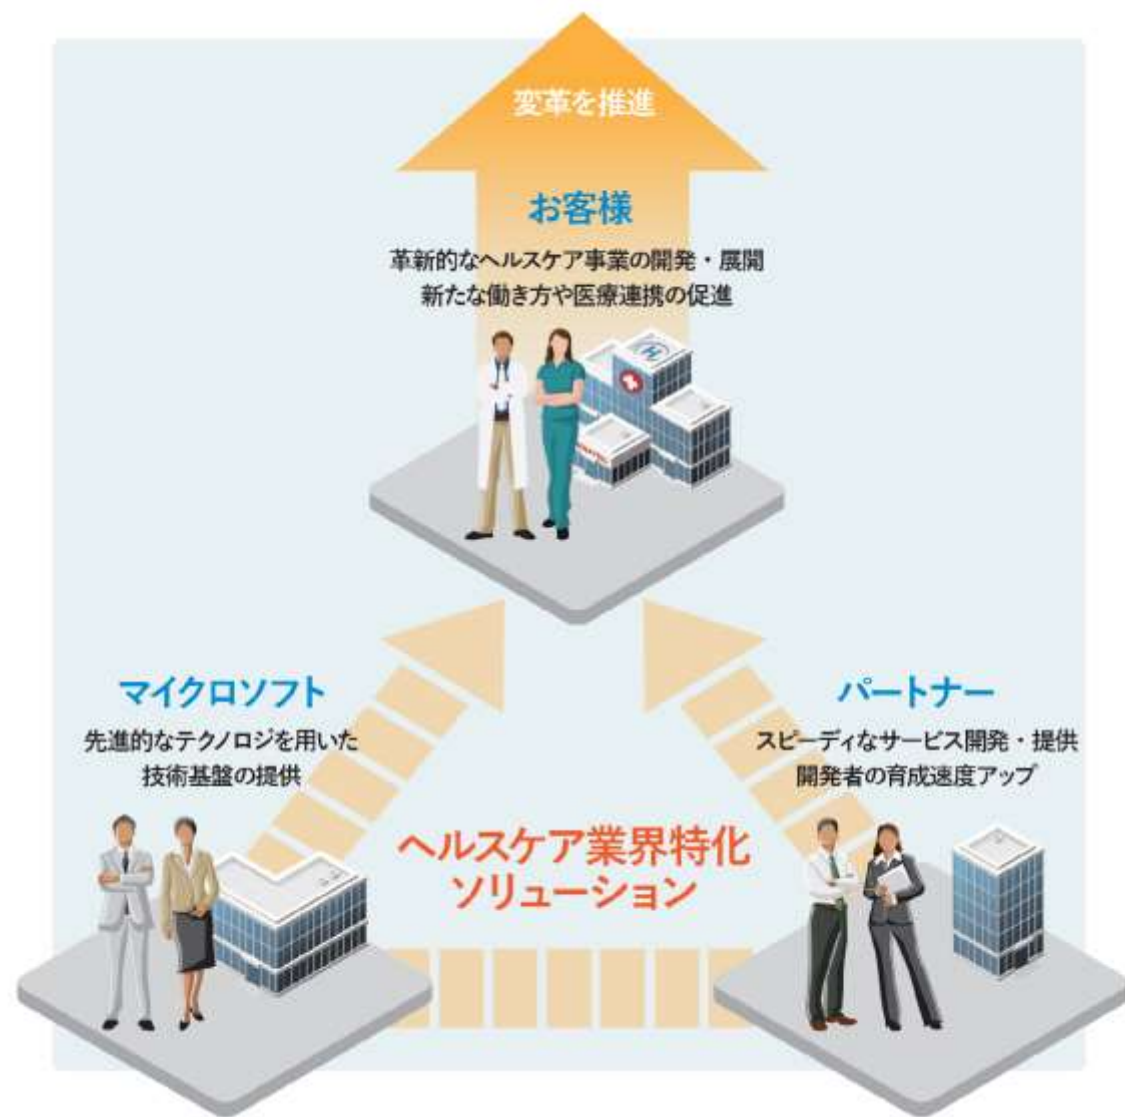 変革を推進
お客様
革新的なヘルスケア事業の開発・展開
新たな働き方や医療連携の促進
H
マイクロソフト
先進的なテクノロジを用いた
技術基盤の提供
パートナー
スピーディなサービス開発・提供
開発者の育成速度アップ
ヘルスケア業界特化
ソリューション